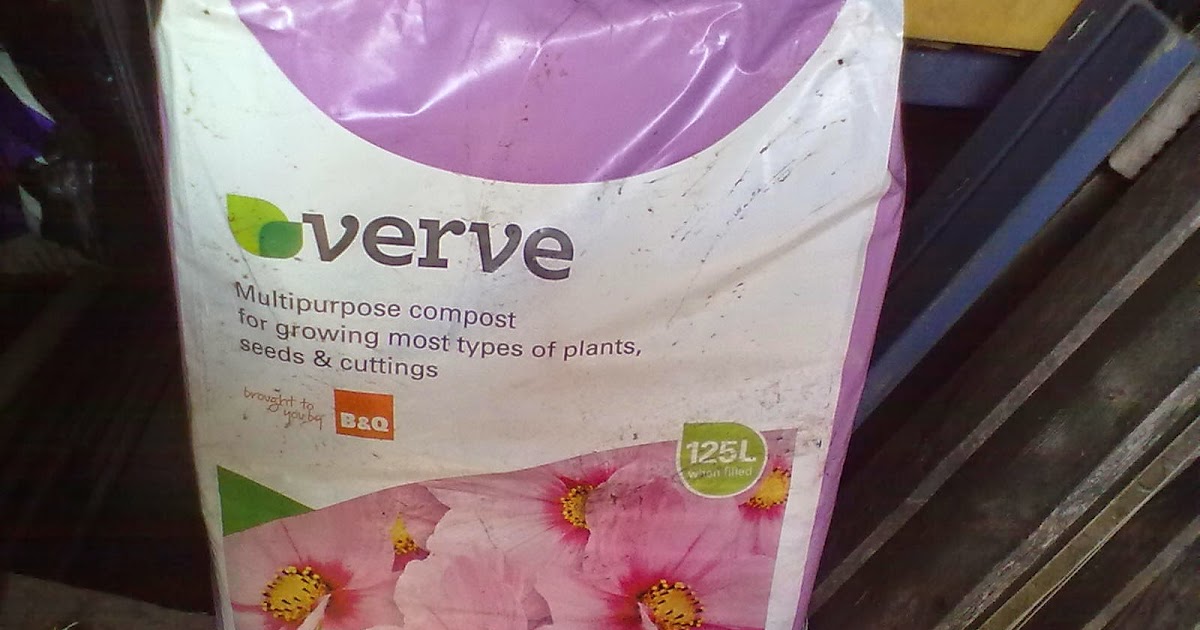 verve
Multipurpose compost
for growing most types of plants,
seeds & cuttings
brought to
you by
B&Q
125L
when filled